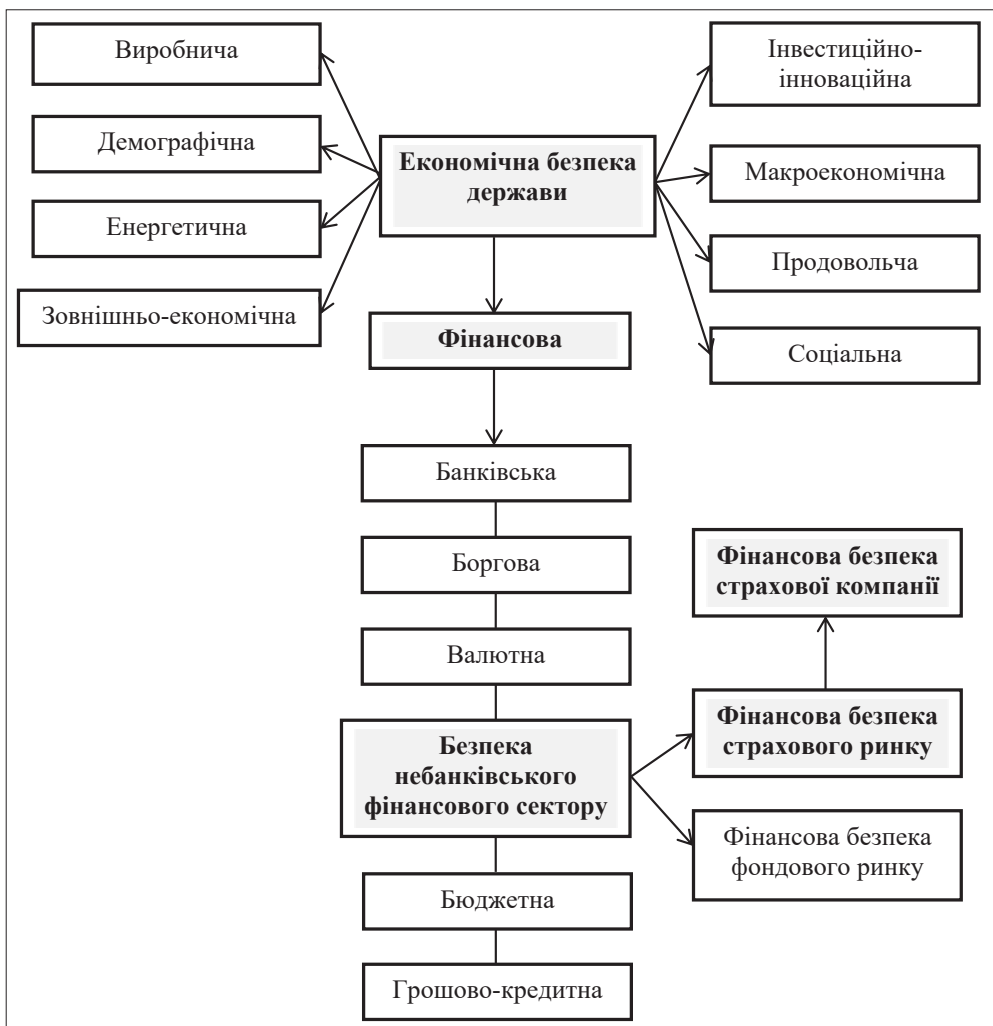 Виробнича
Демографічна
Енергетична
Зовнішньо-економічна
Економічна безпека
держави
Інвестиційно-
інноваційна
Макроекономічна
Продовольча
Соціальна
Фінансова
Банківська
Боргова
Валютна
Безпека
небанківського
фінансового сектору
Бюджетна
Грошово-кредитна
Фінансова безпека
страхової компанії
Фінансова безпека
страхового ринку
Фінансова безпека
фондового ринку